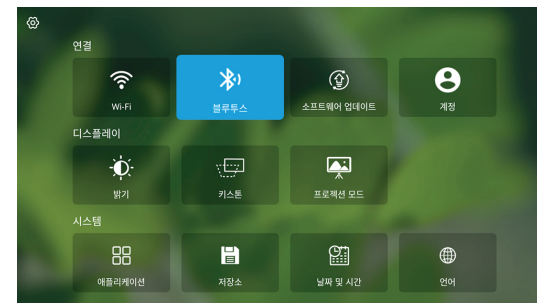 연결
Wi-Fi
블루투스
소프트웨어 업데이트
계정
디스플레이
밝기
키스톤
프로젝션 모드
시스템
애플리케이션
저장소
날짜 및 시간
언어